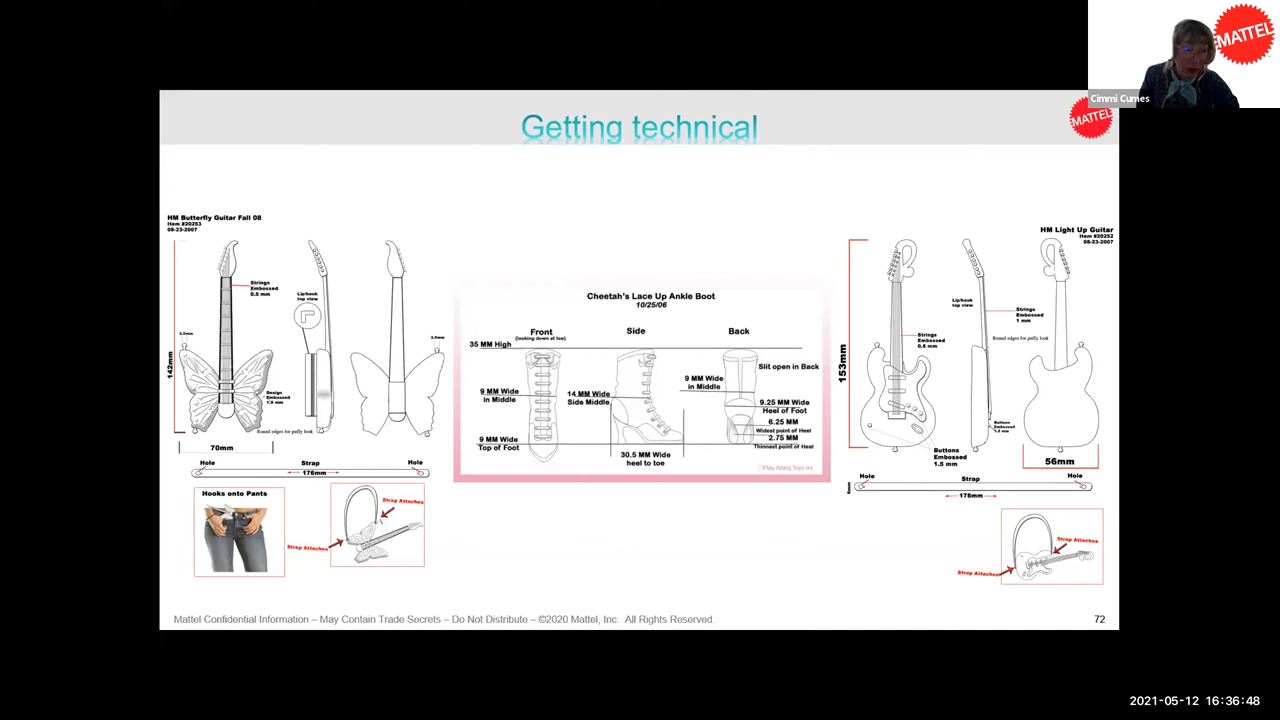 MATTEL
Cimmi Cumes
MATTEL
Getting technical
HM Butterfly Guitar Fall 08
Item #20253
08-23-2007
142mm
3.5mm
Strings
Embossed
0.5 mm
Lip/hook
top view
3.5mm
Design
Embossed
Round edges for puffy look
70mm
Hole
Strap
Hole
176mm
Hooks onto Pants
Strap Attaches
Strap Attaches
Cheetah's Lace Up Ankle Boot
10/25/06
Front
(looking down at toe)
Side
Back
35 MM High
Slit open in Back
9 MM Wide
in Middle
14 MM Wide
Side Middle
9 MM Wide
in Middle
9.25 MM Wide
Heel of Foot
6.25 MM
Widest point of Heel
2.75 MM
Thinnest point of Heel
9 MM Wide
Top of Foot
30.5 MM Wide
heel to toe
©Play Along Toys Inc.
HM Light Up Guitar
Item #20252
08-23-2007
153mm
Lip/hook
top view
Strings
Embossed
0.5 mm
Strings
Embossed
1 mm
Round edges for puffy look
Buttons
Embossed
Buttons
Embossed
1.5 mm
56mm
Hole
Strap
Hole
176mm
Strap Attaches
Strap Attaches
Mattel Confidential Information – May Contain Trade Secrets – Do Not Distribute – ©2020 Mattel, Inc. All Rights Reserved.
72
2021-05-12 16:36:48